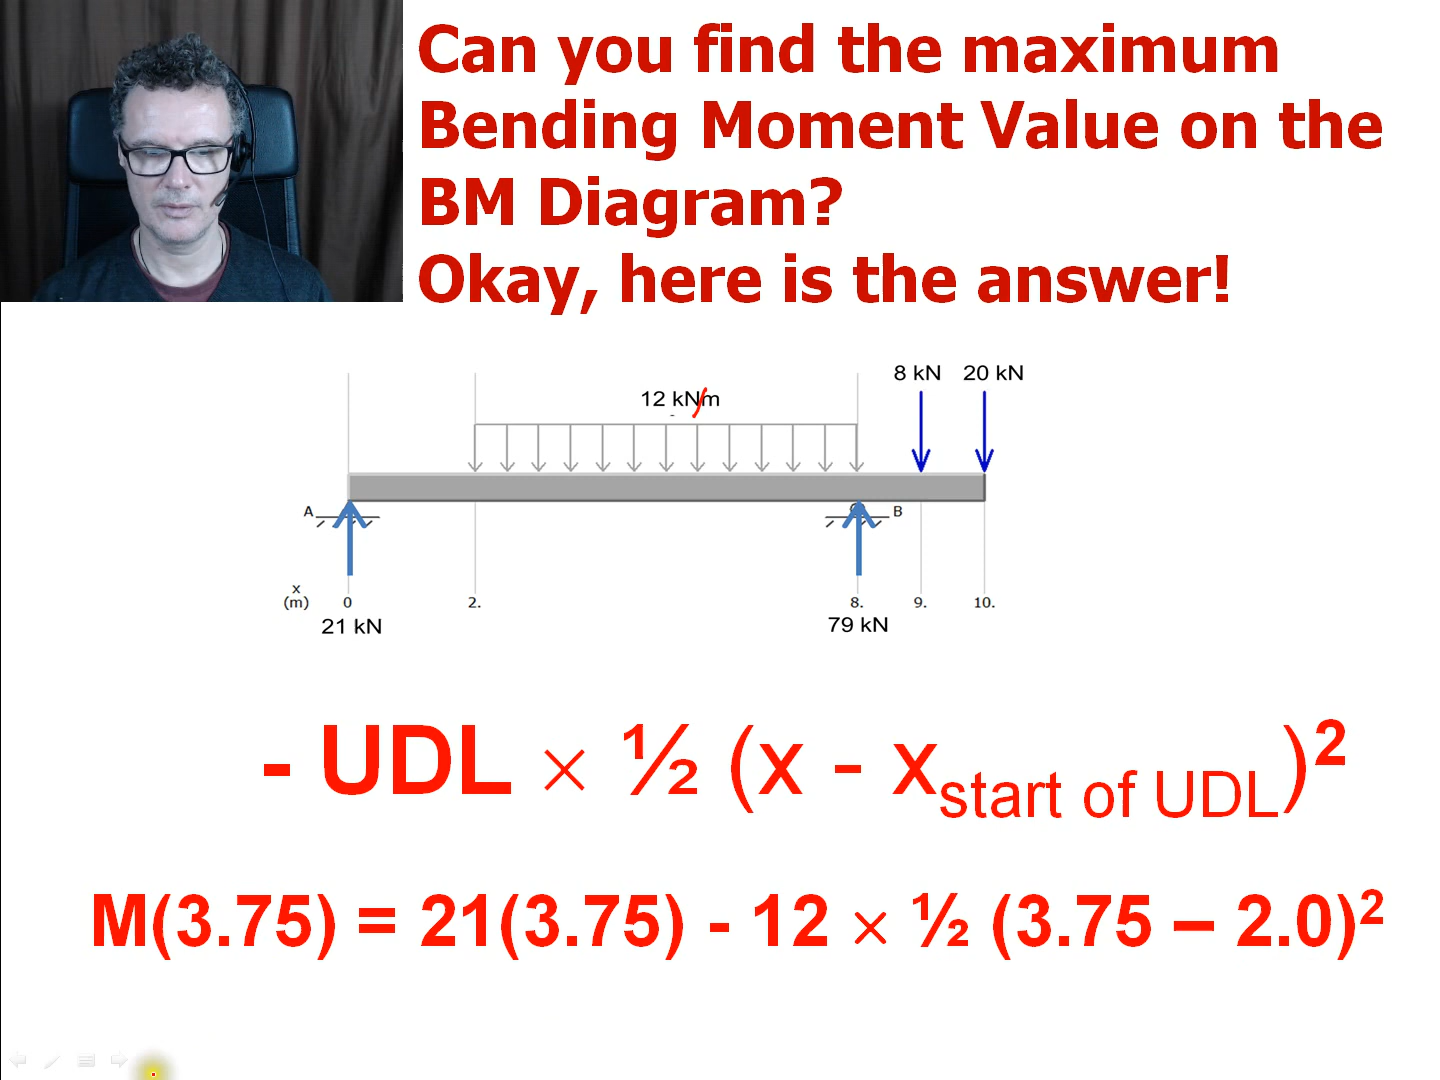 Can you find the maximum
Bending Moment Value on the
BM Diagram?
Okay, here is the answer!
8 kN 20 kN
12 kN/m
A B
x
(m) 0 2. 8. 9. 10.
21 kN 79 kN
- UDL × ½ (x - xstart of UDL)²
M(3.75) = 21(3.75) - 12 × ½ (3.75 – 2.0)²